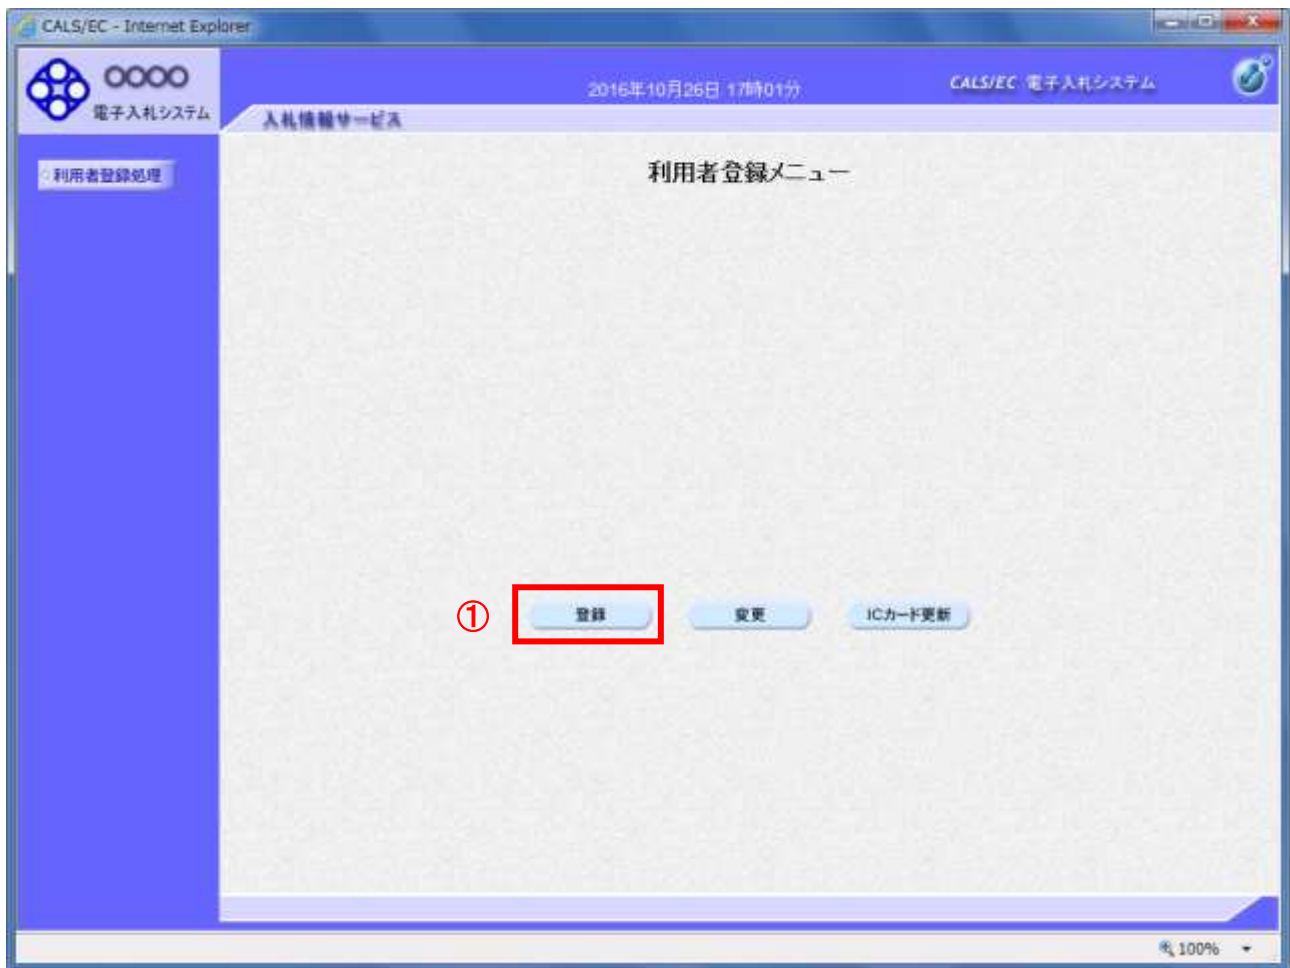 CALS/EC - Internet Explorer
○○○○
電子入札システム
2016年10月26日 17時01分
CALS/EC 電子入札システム
入札情報サービス
利用者登録処理
利用者登録メニュー
① 登録 変更 ICカード更新
100%